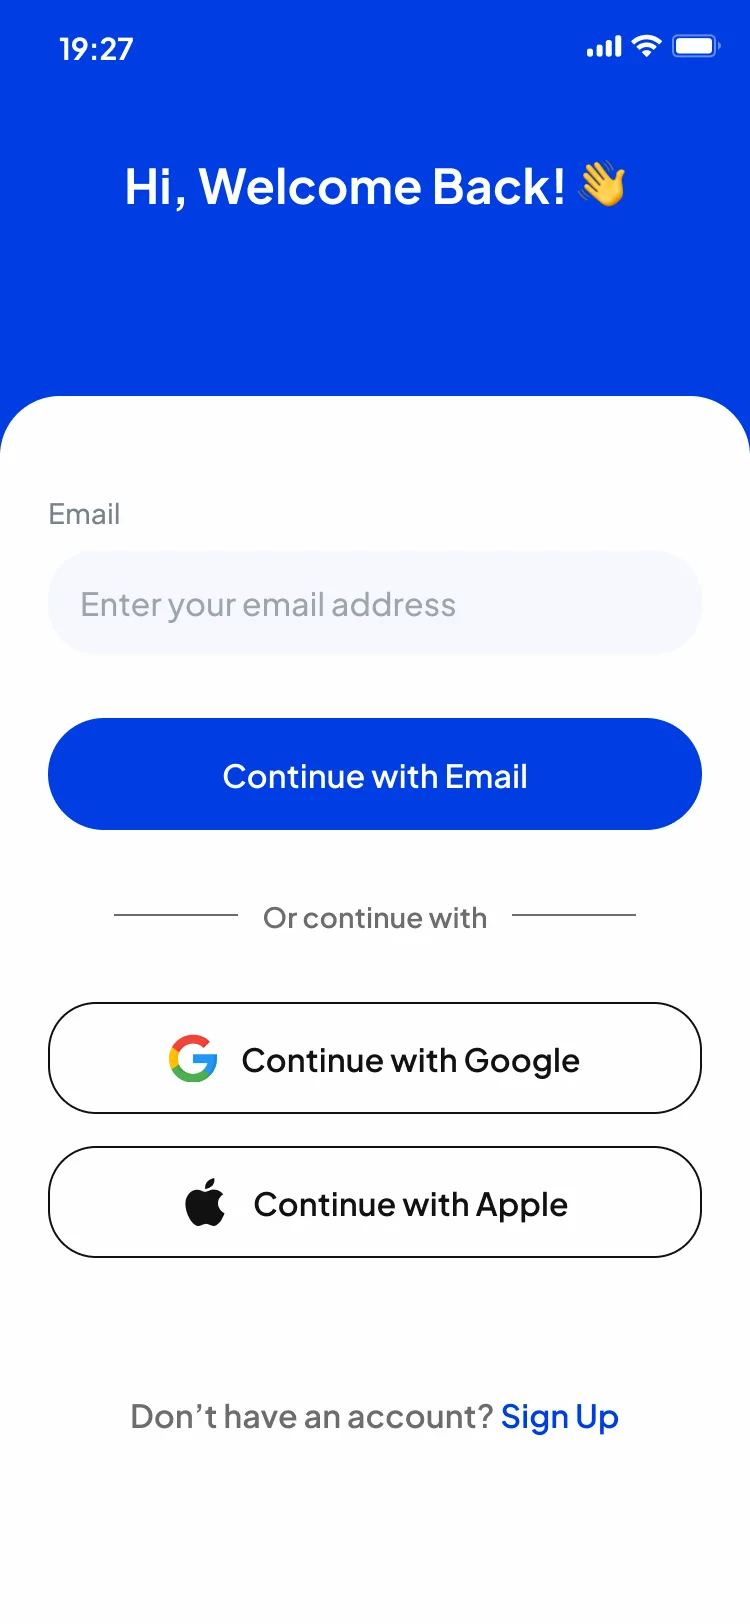 19:27
Hi, Welcome Back! 👋
Email
Enter your email address
Continue with Email
Or continue with
Continue with Google
Continue with Apple
Don’t have an account? Sign Up